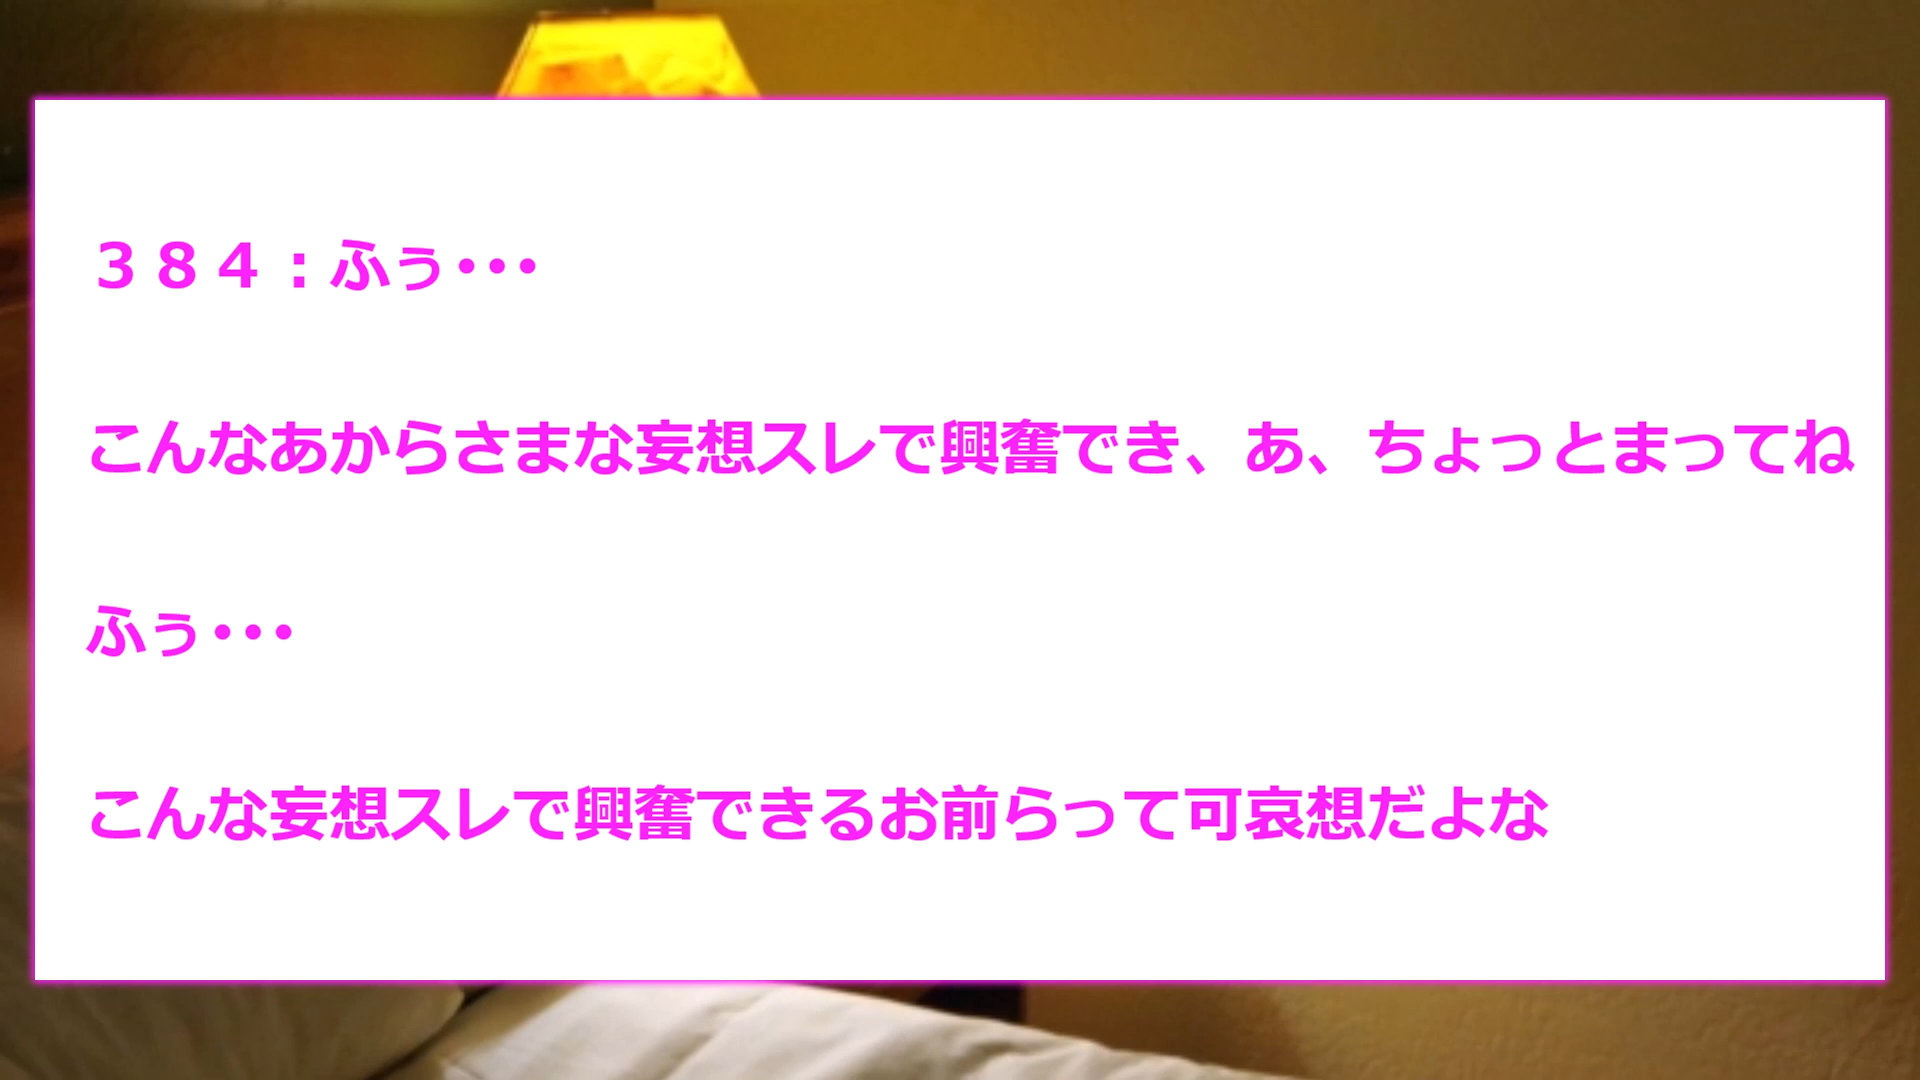 ３８４：ふぅ･･･
こんなあからさまな妄想スレで興奮でき、あ、ちょっとまってね
ふぅ･･･
こんな妄想スレで興奮できるお前らって可哀想だよな